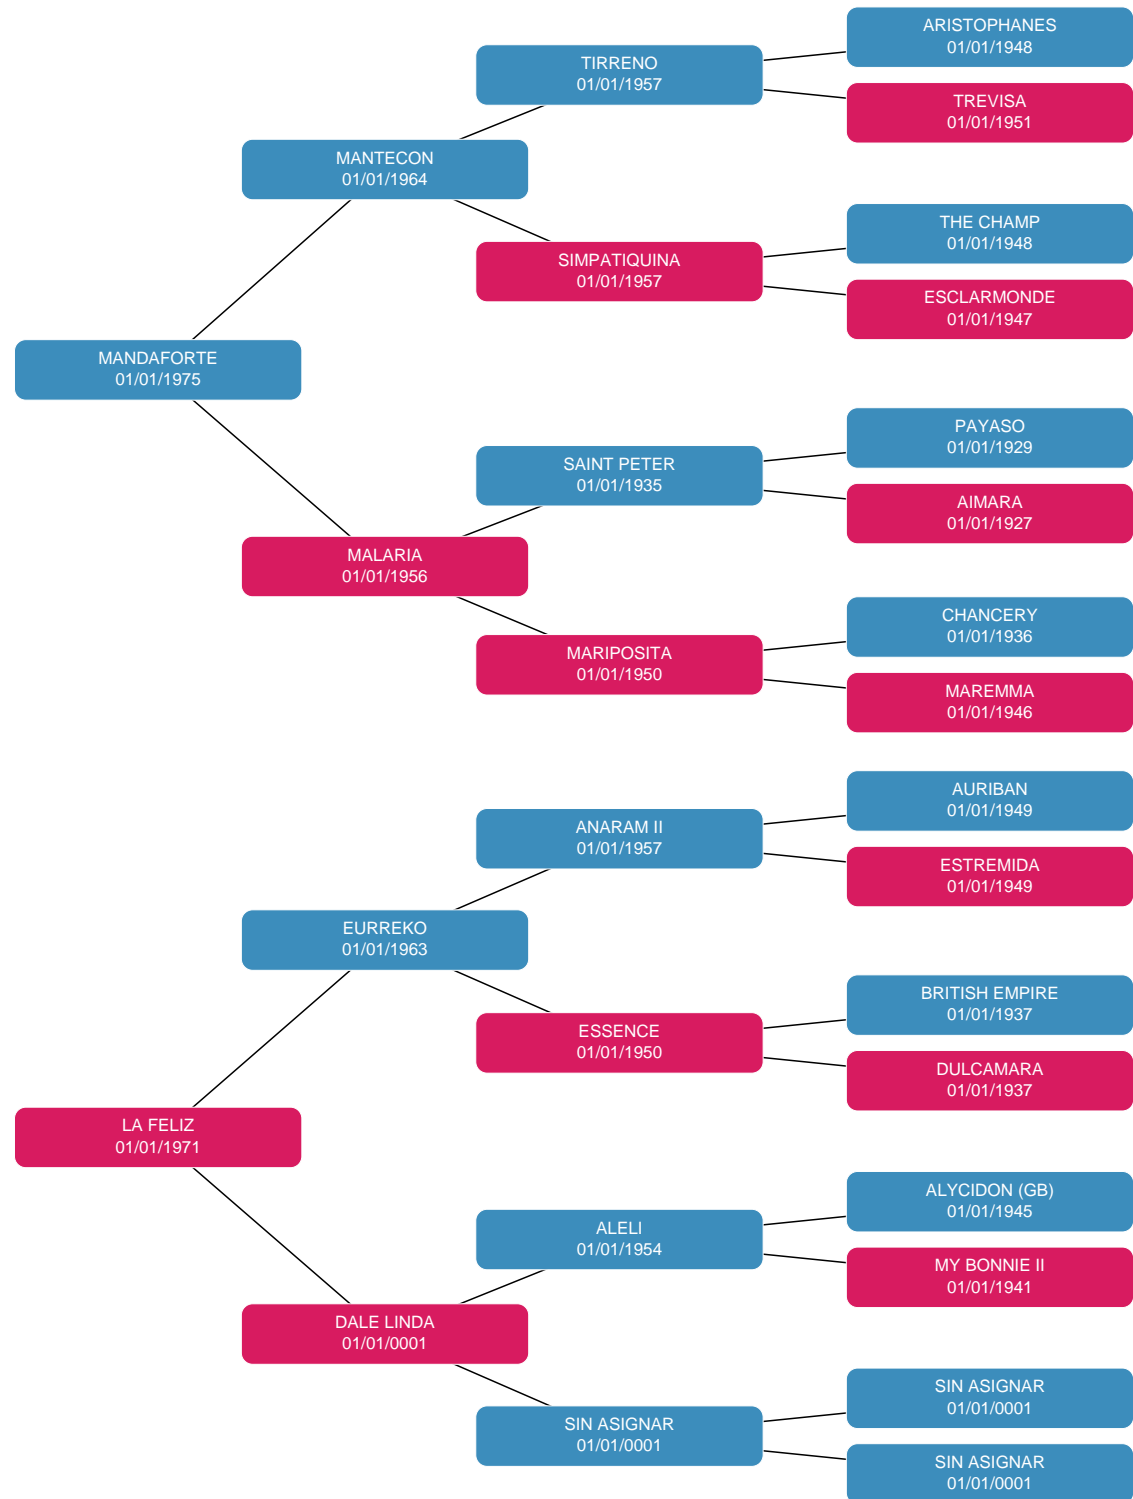 ARISTOPHANES
01/01/1948
TIRRENO
01/01/1957
TREVISA
01/01/1951
MANTECON
01/01/1964
THE CHAMP
01/01/1948
SIMPATIQUINA
01/01/1957
ESCLARMONDE
01/01/1947
MANDAFORTE
01/01/1975
PAYASO
01/01/1929
SAINT PETER
01/01/1935
AIMARA
01/01/1927
MALARIA
01/01/1956
CHANCERY
01/01/1936
MARIPOSITA
01/01/1950
MAREMMA
01/01/1946
AURIBAN
01/01/1949
ANARAM II
01/01/1957
ESTREMIDA
01/01/1949
EURREKO
01/01/1963
BRITISH EMPIRE
01/01/1937
ESSENCE
01/01/1950
DULCAMARA
01/01/1937
LA FELIZ
01/01/1971
ALYCIDON (GB)
01/01/1945
ALELI
01/01/1954
MY BONNIE II
01/01/1941
DALE LINDA
01/01/0001
SIN ASIGNAR
01/01/0001
SIN ASIGNAR
01/01/0001
SIN ASIGNAR
01/01/0001